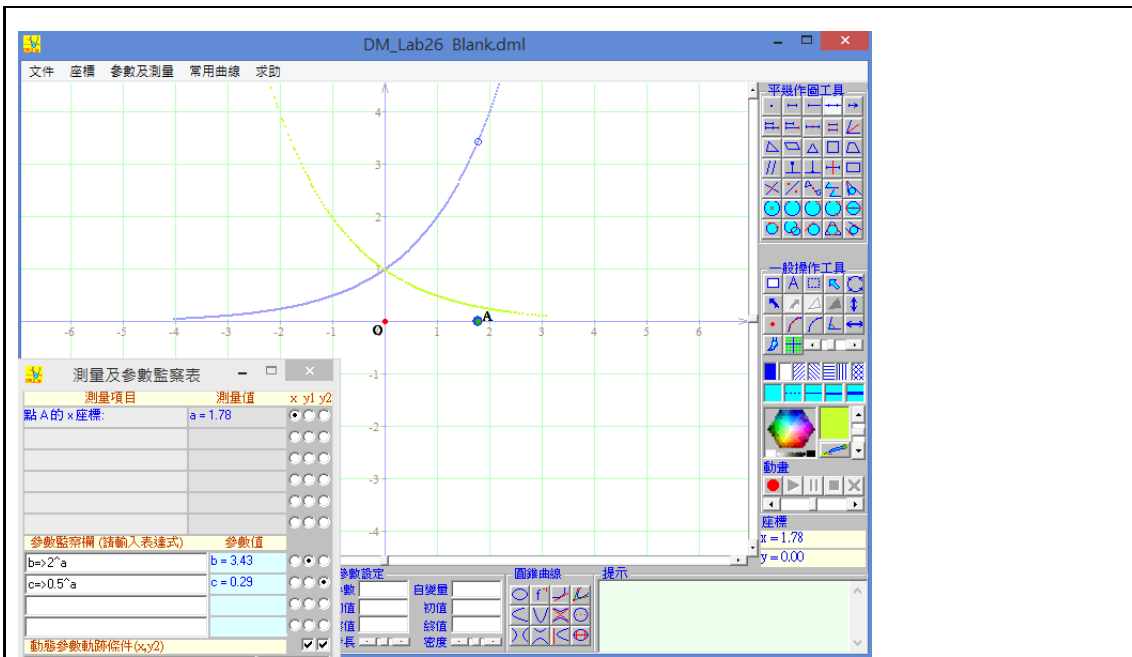 DM_Lab26 Blank.dml
文件 座標 參數及測量 常用曲線 求助
平幾作圖工具
4
3
2
-6 -5 -4 -3 -2 -1 1 2 3 4 5 6
O
A
-1
-2
-3
-4
一般操作工具
A
動畫
座標
x = 1.78
y = 0.00
測量及參數監察表
測量項目 測量值 x y1 y2
點 A 的 x 座標: a = 1.78
參數監察欄 (請輸入表達式) 參數值
b=>2^a b = 3.43
c=>0.5^a c = 0.29
動態參數軌跡條件(x,y2)
參數設定
數 自變量
初值 初值
終值 終值
步長 密度
圓錐曲線
提示